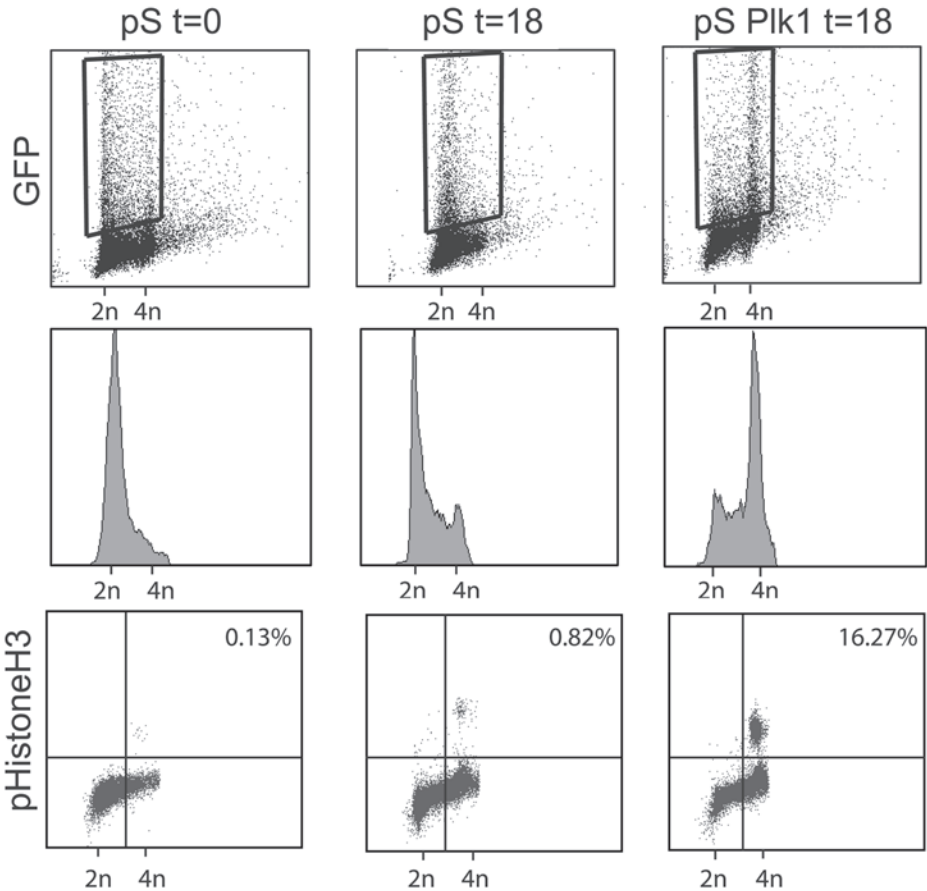 pS t=0
pS t=18
pS Plk1 t=18
GFP
2n 4n
2n 4n
2n 4n
2n 4n
2n 4n
2n 4n
pHistoneH3
0.13%
0.82%
16.27%
2n 4n
2n 4n
2n 4n